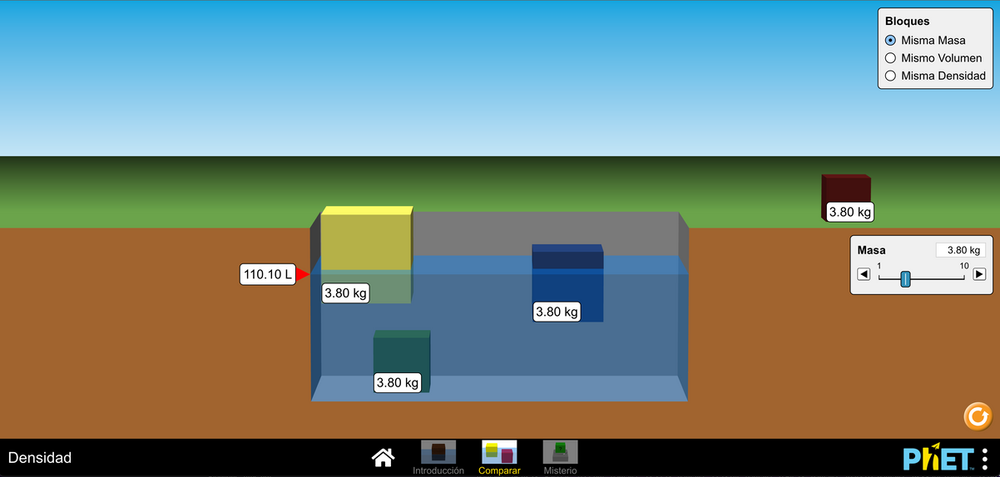 Bloques
Misma Masa
Mismo Volumen
Misma Densidad
3.80 kg
Masa
3.80 kg
1
10
110.10 L
3.80 kg
3.80 kg
3.80 kg
Densidad
Introducción
Comparar
Misterio
PhET